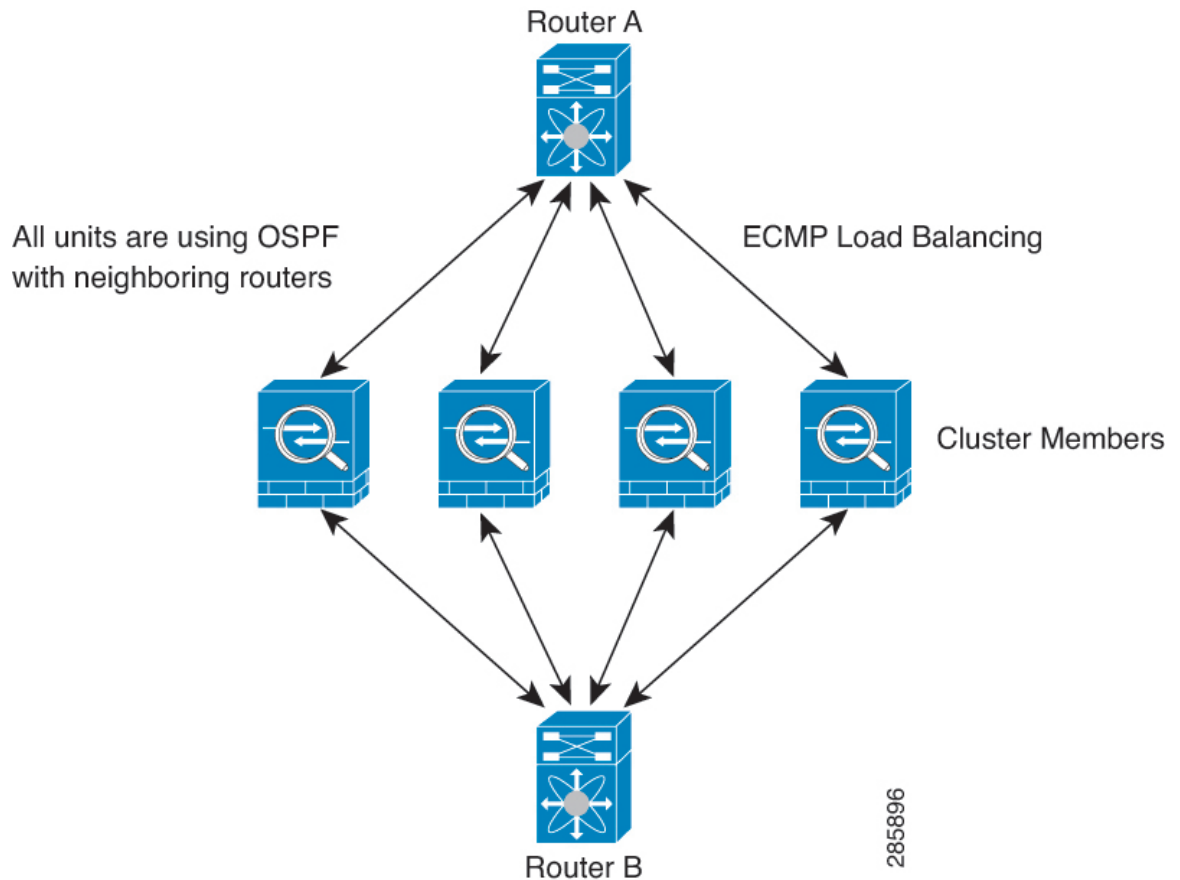 Router A
All units are using OSPF
with neighboring routers
ECMP Load Balancing
Cluster Members
Router B
285896